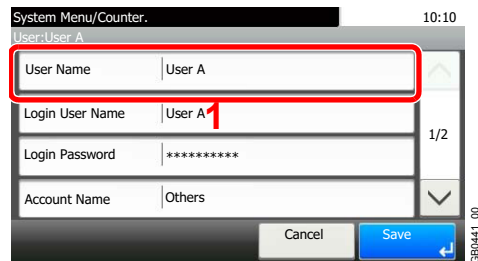 System Menu/Counter. 10:10
User:User A
User Name User A
1
Login User Name User A
1/2
Login Password **********
Account Name Others
Cancel Save
GB0441_00